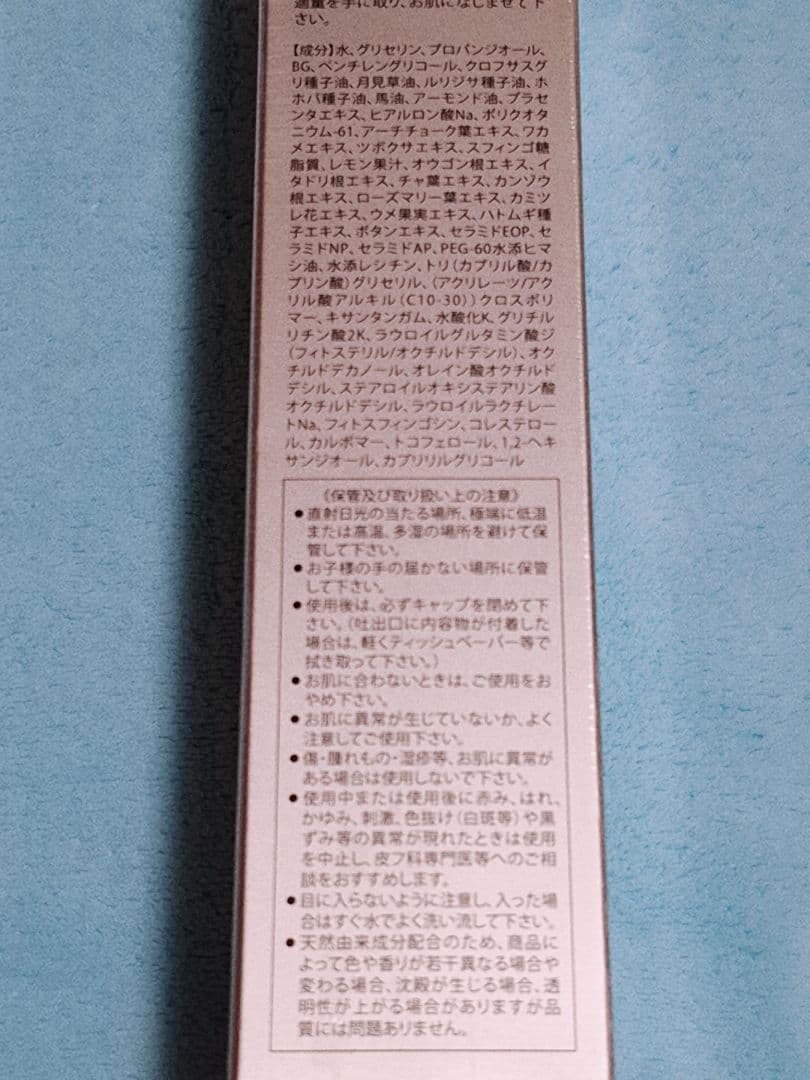 適量を手に取り、お肌になじませて下
さい。
【成分】水、グリセリン、プロパンジオール、
BG、ペンチレングリコール、クロフサスグ
リ種子油、月見草油、ルリジサ種子油、ホ
ホバ種子油、馬油、アーモンド油、プラセ
ンタエキス、ヒアルロン酸Na、ポリクオタ
ニウム-61、アーチチョーク葉エキス、ワカ
メエキス、ツボクサエキス、スフィンゴ糖
脂質、レモン果汁、オウゴン根エキス、イ
タドリ根エキス、チャ葉エキス、カンゾウ
根エキス、ローズマリー葉エキス、カミツ
レ花エキス、ウメ果実エキス、ハトムギ種
子エキス、ボタンエキス、セラミドEOP、セ
ラミドNP、セラミドAP、PEG-60水添ヒマ
シ油、水添レシチン、トリ(カプリル酸/カ
プリン酸)グリセリル、(アクリレーツ/アク
リル酸アルキル(C10-30))クロスポリ
マー、キサンタンガム、水酸化K、グリチル
リチン酸2K、ラウロイルグルタミン酸ジ
(フィトステリル/オクチルドデシル)、オク
チルドデカノール、オレイン酸オクチルド
デシル、ステアロイルオキシステアリン酸
オクチルドデシル、ラウロイルラクチレー
トNa、フィトスフィンゴシン、コレステロー
ル、カルボマー、トコフェロール、1,2-ヘキ
サンジオール、カプリリルグリコール
《保管及び取り扱い上の注意》
●直射日光の当たる場所、極端に低温
または高温、多湿の場所を避けて保
管して下さい。
●お子様の手の届かない場所に保管
して下さい。
●使用後は、必ずキャップを閉めて下
さい。(吐出口に内容物が付着した
場合は、軽くティッシュペーパー等で
拭き取って下さい。)
●お肌に合わないときは、ご使用をお
やめ下さい。
●お肌に異常が生じていないか、よく
注意してご使用下さい。
●傷・腫れもの・湿疹等、お肌に異常が
ある場合は使用しないで下さい。
●使用中または使用後に赤み、はれ、
かゆみ、刺激、色抜け(白斑等)や黒
ずみ等の異常が現れたときは使用
を中止し、皮フ科専門医等へのご相
談をおすすめします。
●目に入らないように注意し、入った場
合はすぐ水でよく洗い流して下さい。
●天然由来成分配合のため、商品に
よって色や香りが若干異なる場合や
変わる場合、沈殿が生じる場合、透
明性が上がる場合がありますが品
質には問題ありません。